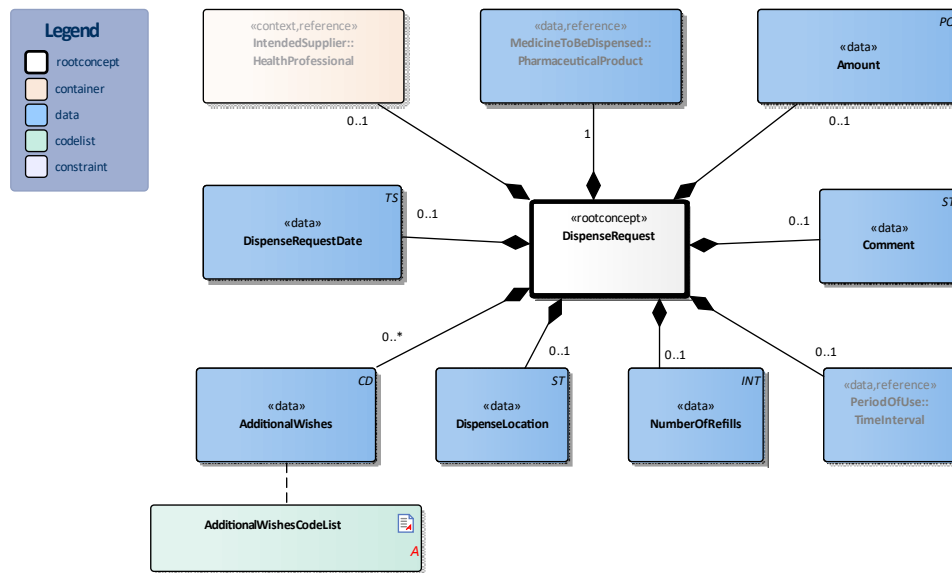 Legend
rootconcept
container
data
codelist
constraint
«context,reference»
IntendedSupplier::
HealthProfessional
0..1
«data,reference»
MedicineToBeDispensed::
PharmaceuticalProduct
1
PQ
«data»
Amount
0..1
TS
«data»
DispenseRequestDate
0..1
«rootconcept»
DispenseRequest
ST
«data»
Comment
0..1
0..*
0..1
0..1
0..1
CD
«data»
AdditionalWishes
ST
«data»
DispenseLocation
INT
«data»
NumberOfRefills
«data,reference»
PeriodOfUse::
TimeInterval
AdditionalWishesCodeList
A